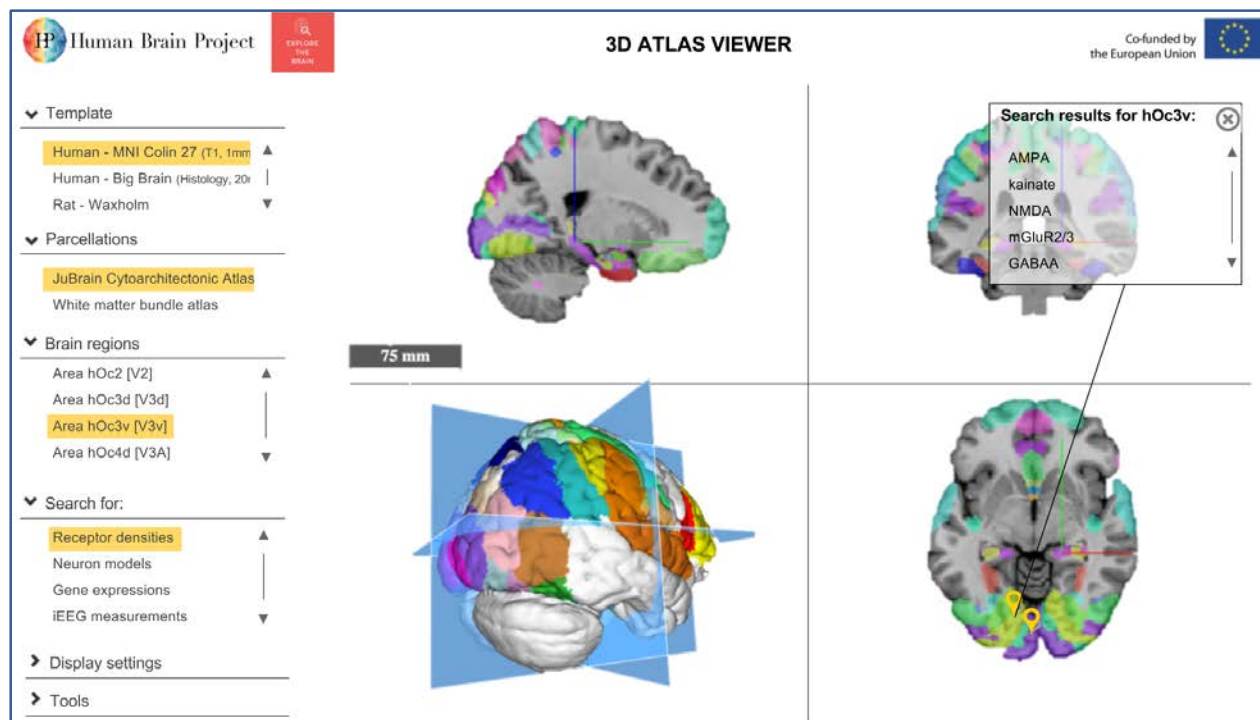 HP Human Brain Project
EXPLORE
THE
BRAIN
3D ATLAS VIEWER
Co-funded by
the European Union
Template
Human - MNI Colin 27 (T1, 1mm
Human - Big Brain (Histology, 20
Rat - Waxholm
Parcellations
JuBrain Cytoarchitectonic Atlas
White matter bundle atlas
Brain regions
Area hOc2 [V2]
Area hOc3d [V3d]
Area hOc3v [V3v]
Area hOc4d [V3A]
Search for:
Receptor densities
Neuron models
Gene expressions
iEEG measurements
Display settings
Tools
75 mm
Search results for hOc3v:
AMPA
kainate
NMDA
mGluR2/3
GABAA